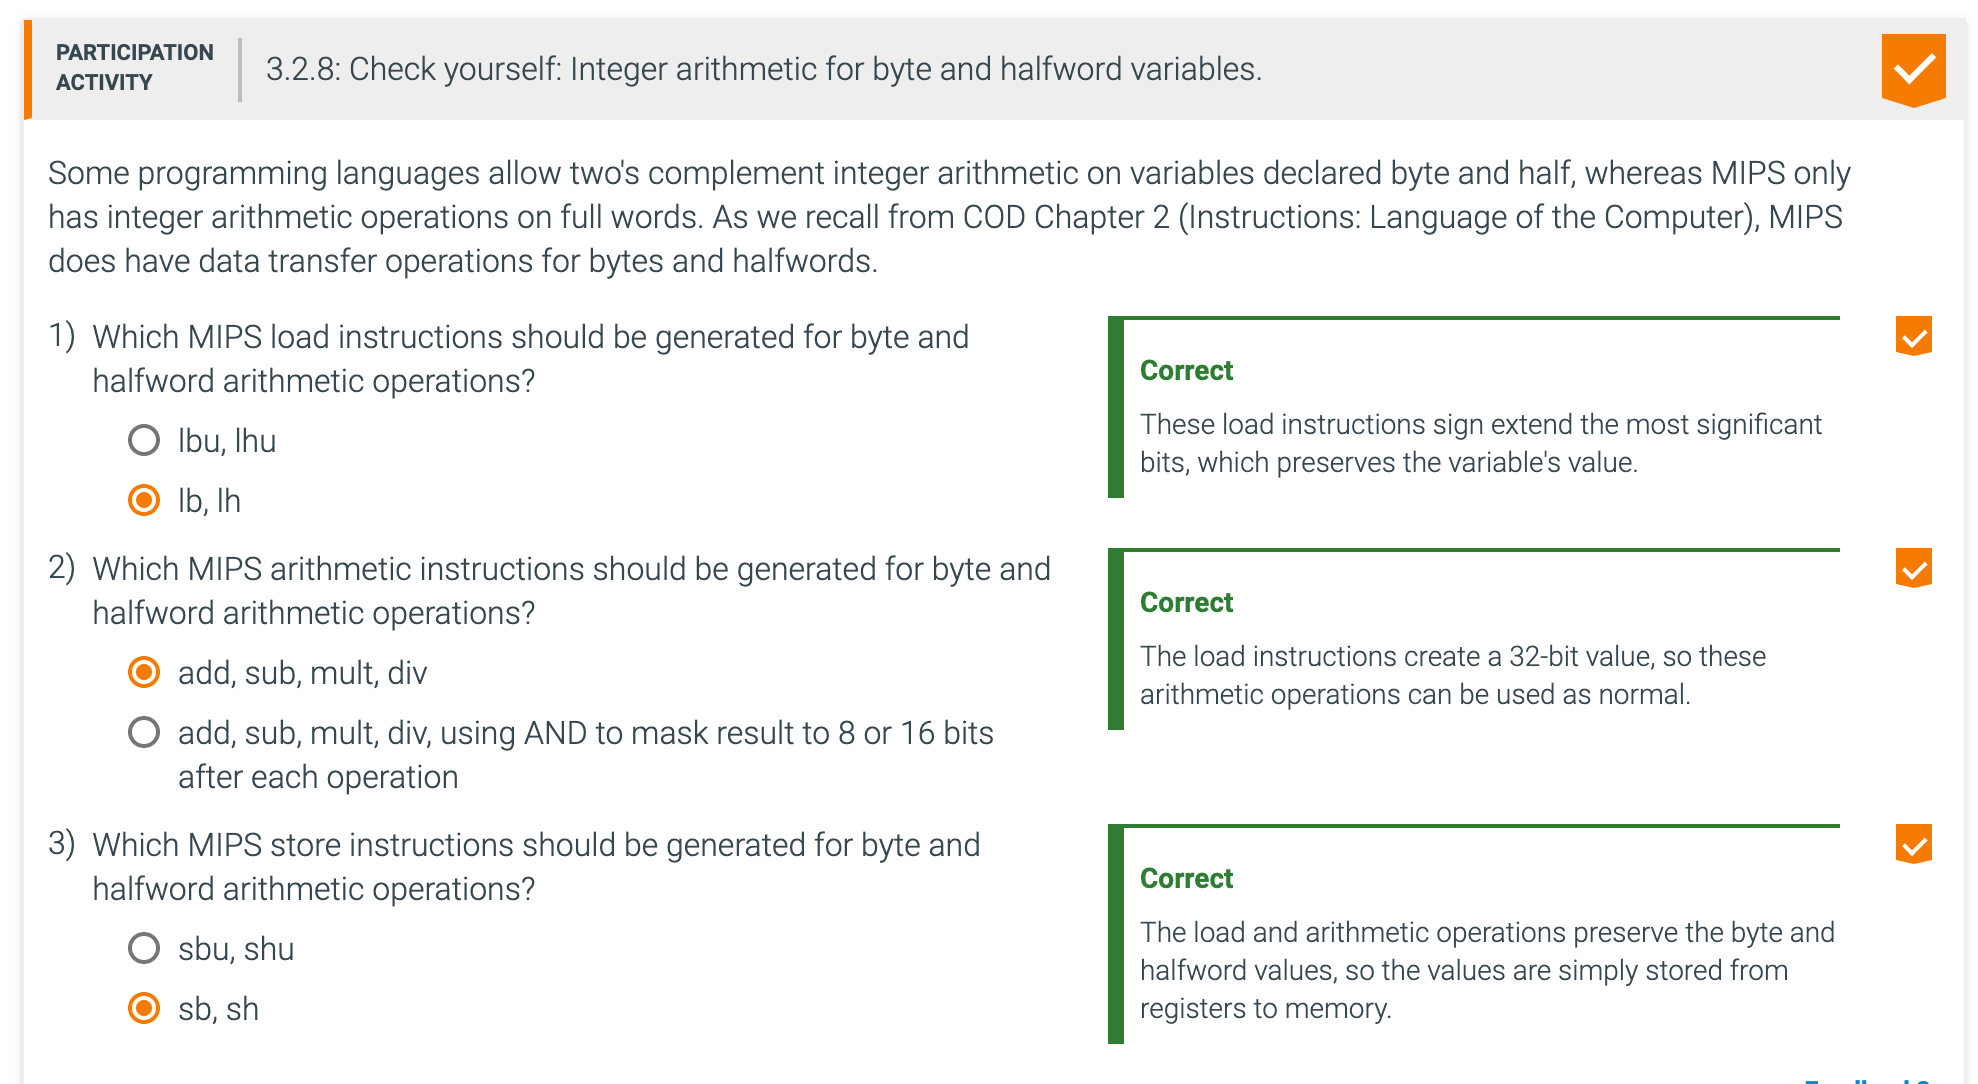 PARTICIPATION
ACTIVITY
3.2.8: Check yourself: Integer arithmetic for byte and halfword variables.
Some programming languages allow two's complement integer arithmetic on variables declared byte and half, whereas MIPS only
has integer arithmetic operations on full words. As we recall from COD Chapter 2 (Instructions: Language of the Computer), MIPS
does have data transfer operations for bytes and halfwords.
1) Which MIPS load instructions should be generated for byte and
halfword arithmetic operations?
lbu, lhu
lb, lh
Correct
These load instructions sign extend the most significant
bits, which preserves the variable's value.
2) Which MIPS arithmetic instructions should be generated for byte and
halfword arithmetic operations?
add, sub, mult, div
add, sub, mult, div, using AND to mask result to 8 or 16 bits
after each operation
Correct
The load instructions create a 32-bit value, so these
arithmetic operations can be used as normal.
3) Which MIPS store instructions should be generated for byte and
halfword arithmetic operations?
sbu, shu
sb, sh
Correct
The load and arithmetic operations preserve the byte and
halfword values, so the values are simply stored from
registers to memory.